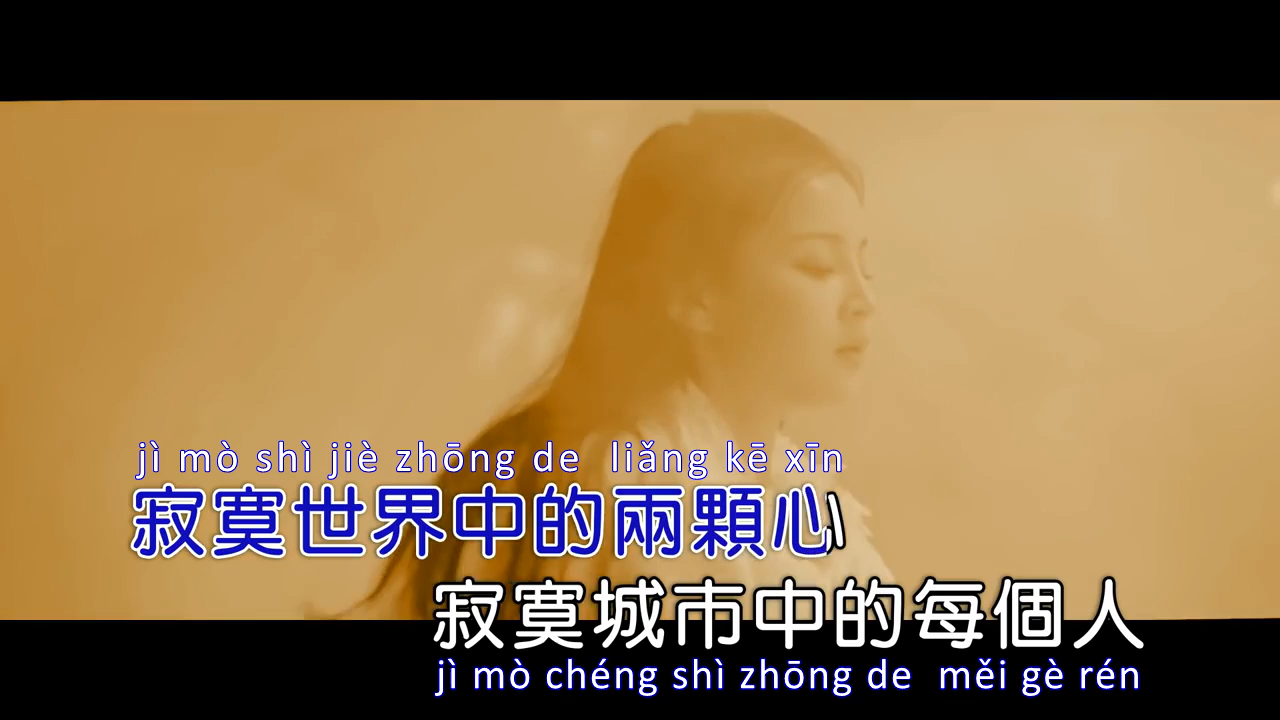 jì mò shì jiè zhōng de liǎng kē xīn
寂寞世界中的兩顆心
寂寞城市中的每個人
jì mò chéng shì zhōng de měi gè rén